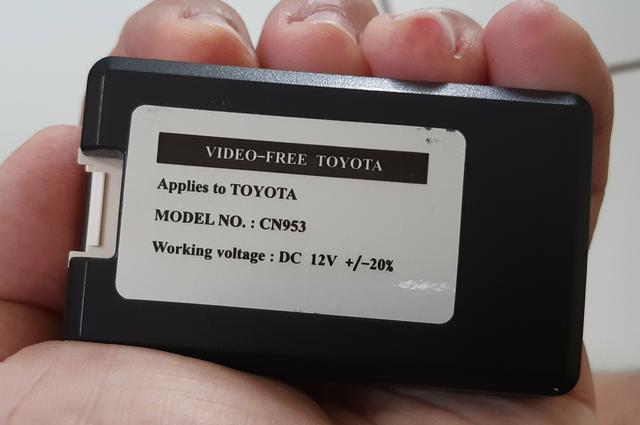 VIDEO-FREE TOYOTA
Applies to TOYOTA
MODEL NO. : CN953
Working voltage : DC 12V +/-20%